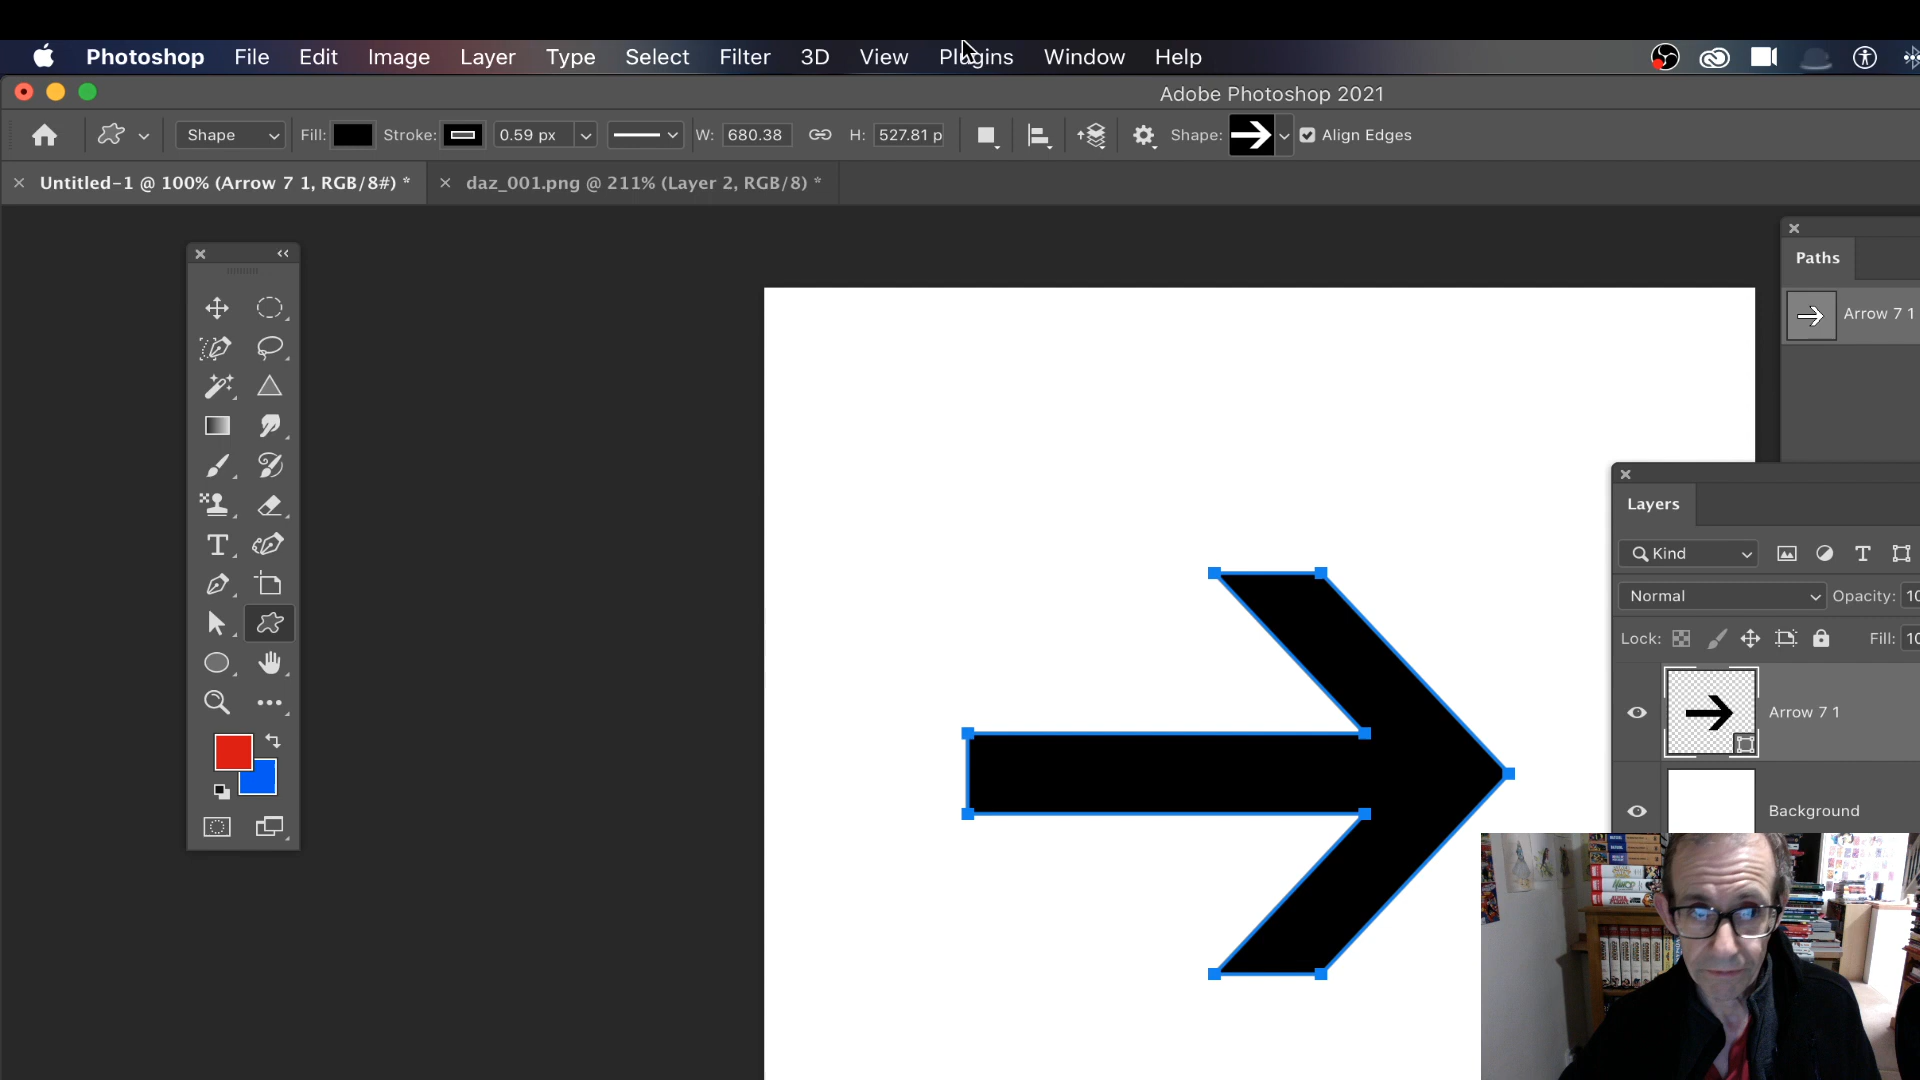 Photoshop File Edit Image Layer Type Select Filter 3D View Plugins Window Help
Adobe Photoshop 2021
Shape Fill: Stroke: 0.59 px W: 680.38 H: 527.81 p Shape: Align Edges
Untitled-1 @ 100% (Arrow 7 1, RGB/8#) * daz_001.png @ 211% (Layer 2, RGB/8) *
Paths
Arrow 7 1
Layers
Kind
Normal Opacity: 10
Lock: Fill: 10
Arrow 7 1
Background